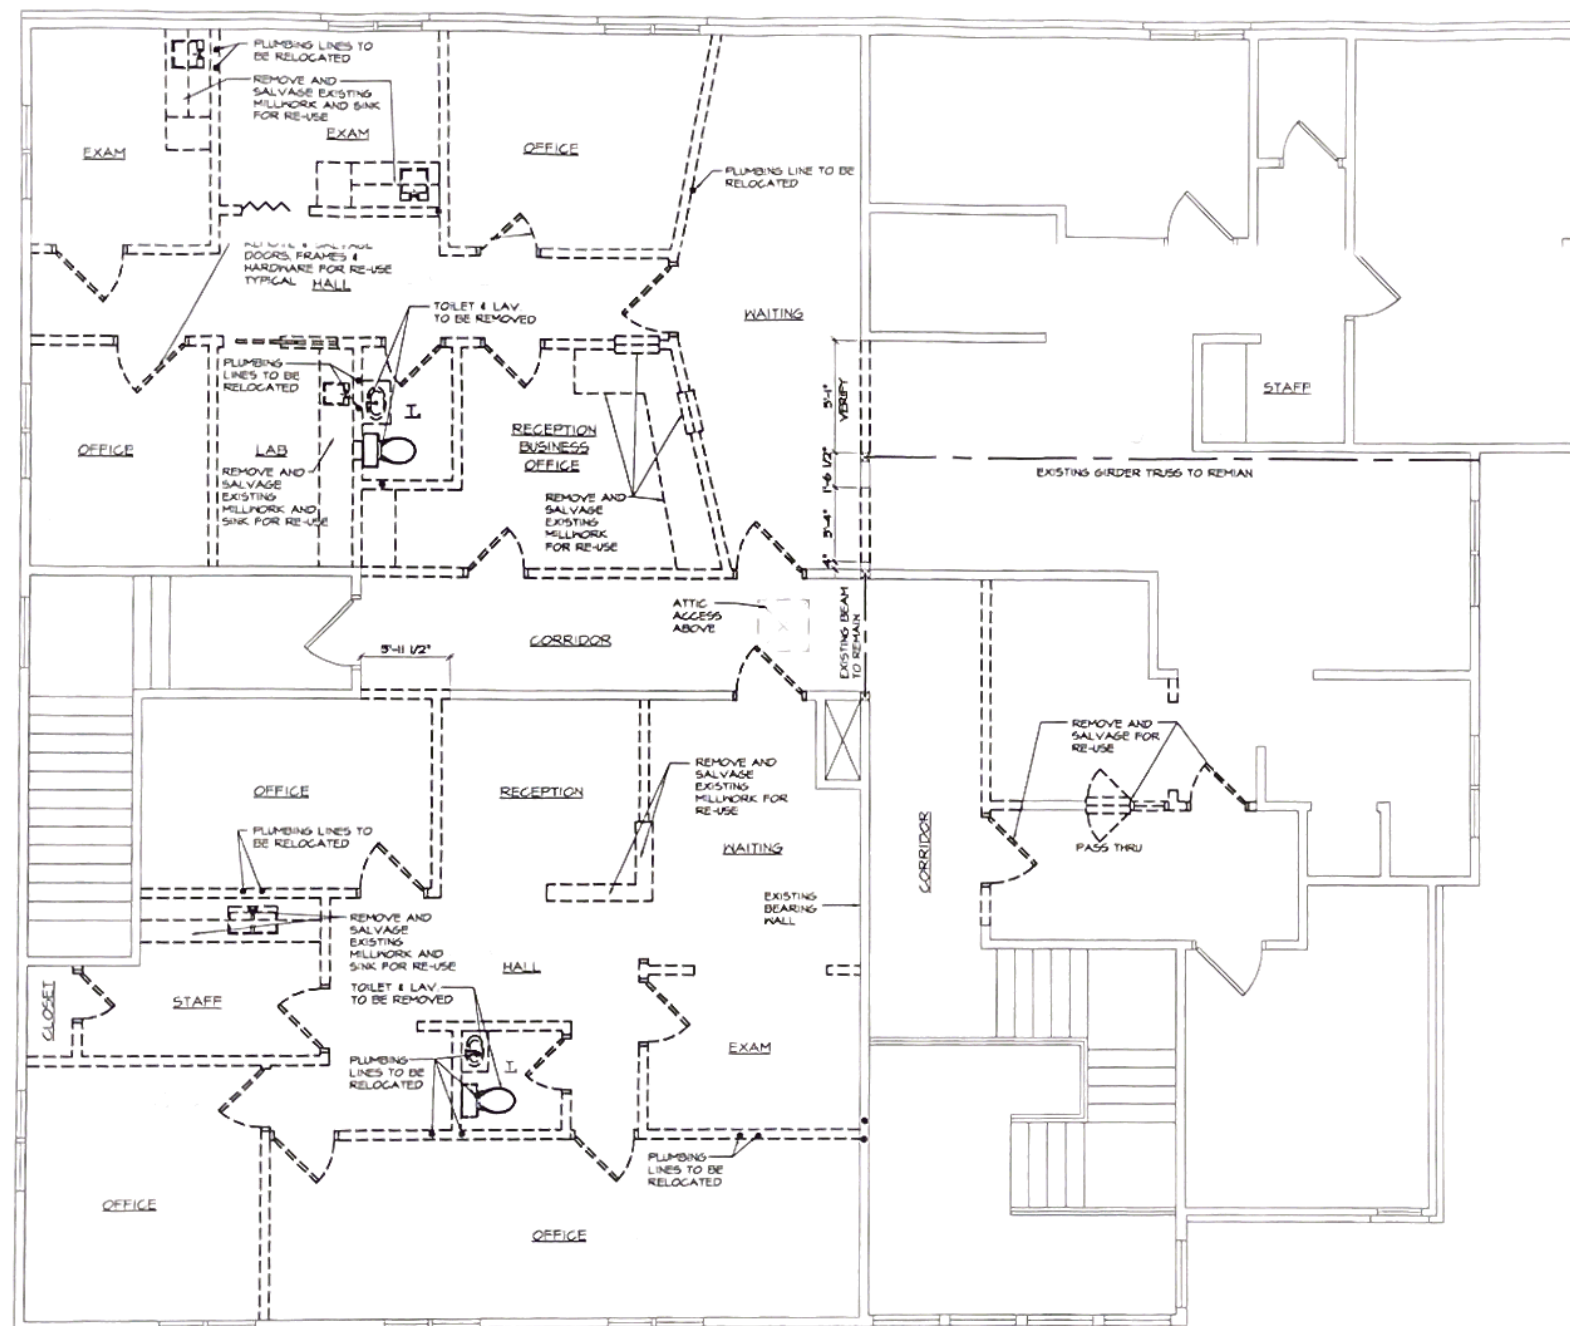 PLUMBING LINES TO
BE RELOCATED
REMOVE AND
SALVAGE EXISTING
MILLWORK AND SINK
FOR RE-USE
EXAM
EXAM
OFFICE
PLUMBING LINE TO BE
RELOCATED
REMOVE & SALVAGE
DOORS, FRAMES &
HARDWARE FOR RE-USE
TYPICAL
HALL
TOILET & LAV.
TO BE REMOVED
WAITING
PLUMBING
LINES TO BE
RELOCATED
5'-1"
VERIFY
STAFF
OFFICE
LAB
RECEPTION
BUSINESS
OFFICE
REMOVE AND
SALVAGE
EXISTING
MILLWORK AND
SINK FOR RE-USE
REMOVE AND
SALVAGE
EXISTING
MILLWORK
FOR RE-USE
1'-6 1/2"
3'-4"
4"
EXISTING GIRDER TRUSS TO REMIAN
ATTIC
ACCESS
ABOVE
EXISTING BEAM
TO REMAIN
CORRIDOR
5'-11 1/2"
REMOVE AND
SALVAGE FOR
RE-USE
OFFICE
RECEPTION
REMOVE AND
SALVAGE
EXISTING
MILLWORK FOR
RE-USE
PLUMBING LINES TO
BE RELOCATED
WAITING
PASS THRU
CORRIDOR
EXISTING
BEARING
WALL
REMOVE AND
SALVAGE
EXISTING
MILLWORK AND
SINK FOR RE-USE
HALL
TOILET & LAV.
TO BE REMOVED
CLOSET
STAFF
PLUMBING
LINES TO BE
RELOCATED
EXAM
PLUMBING
LINES TO BE
RELOCATED
OFFICE
OFFICE